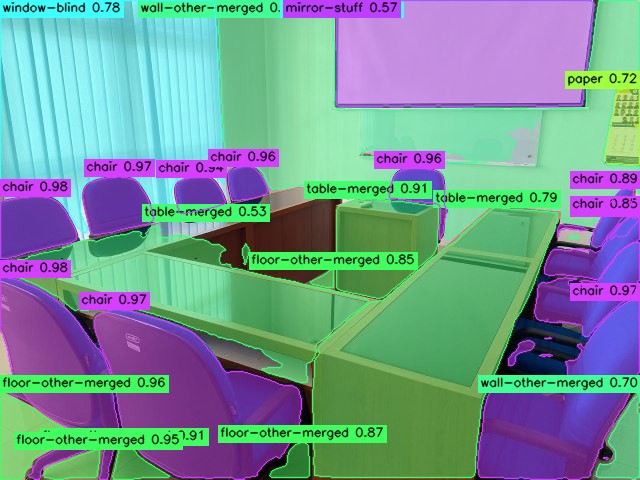 window-blind 0.78
wall-other-merged 0.
mirror-stuff 0.57
paper 0.72
chair 0.96
chair 0.97
chair 0.94
chair 0.96
chair 0.98
chair 0.89
table-merged 0.91
table-merged 0.79
chair 0.85
table-merged 0.53
floor-other-merged 0.85
chair 0.98
chair 0.97
chair 0.97
floor-other-merged 0.96
wall-other-merged 0.70
floor-other-merged 0.95
0.91
floor-other-merged 0.87